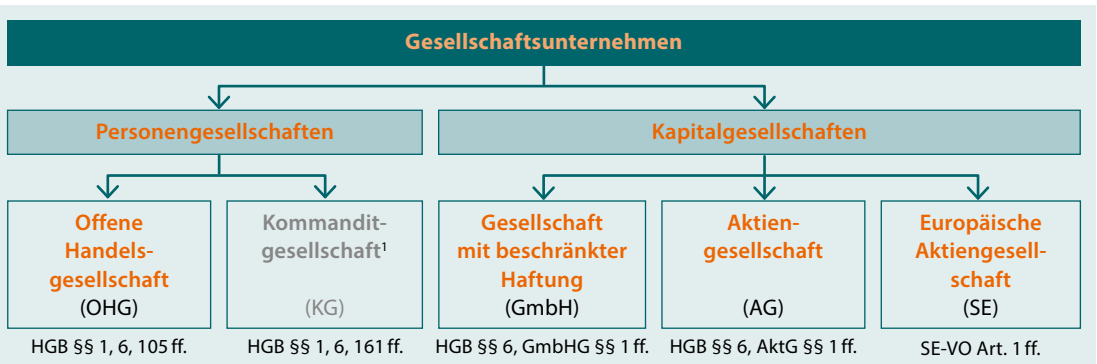 Gesellschaftsunternehmen
Personengesellschaften
Kapitalgesellschaften
Offene
Handels-
gesellschaft
(OHG)
HGB §§ 1, 6, 105 ff.
Kommandit-
gesellschaft¹
(KG)
HGB §§ 1, 6, 161 ff.
Gesellschaft
mit beschränkter
Haftung
(GmbH)
HGB §§ 6, GmbHG §§ 1 ff.
Aktien-
gesellschaft
(AG)
HGB §§ 6, AktG §§ 1 ff.
Europäische
Aktiengesell-
schaft
(SE)
SE-VO Art. 1 ff.